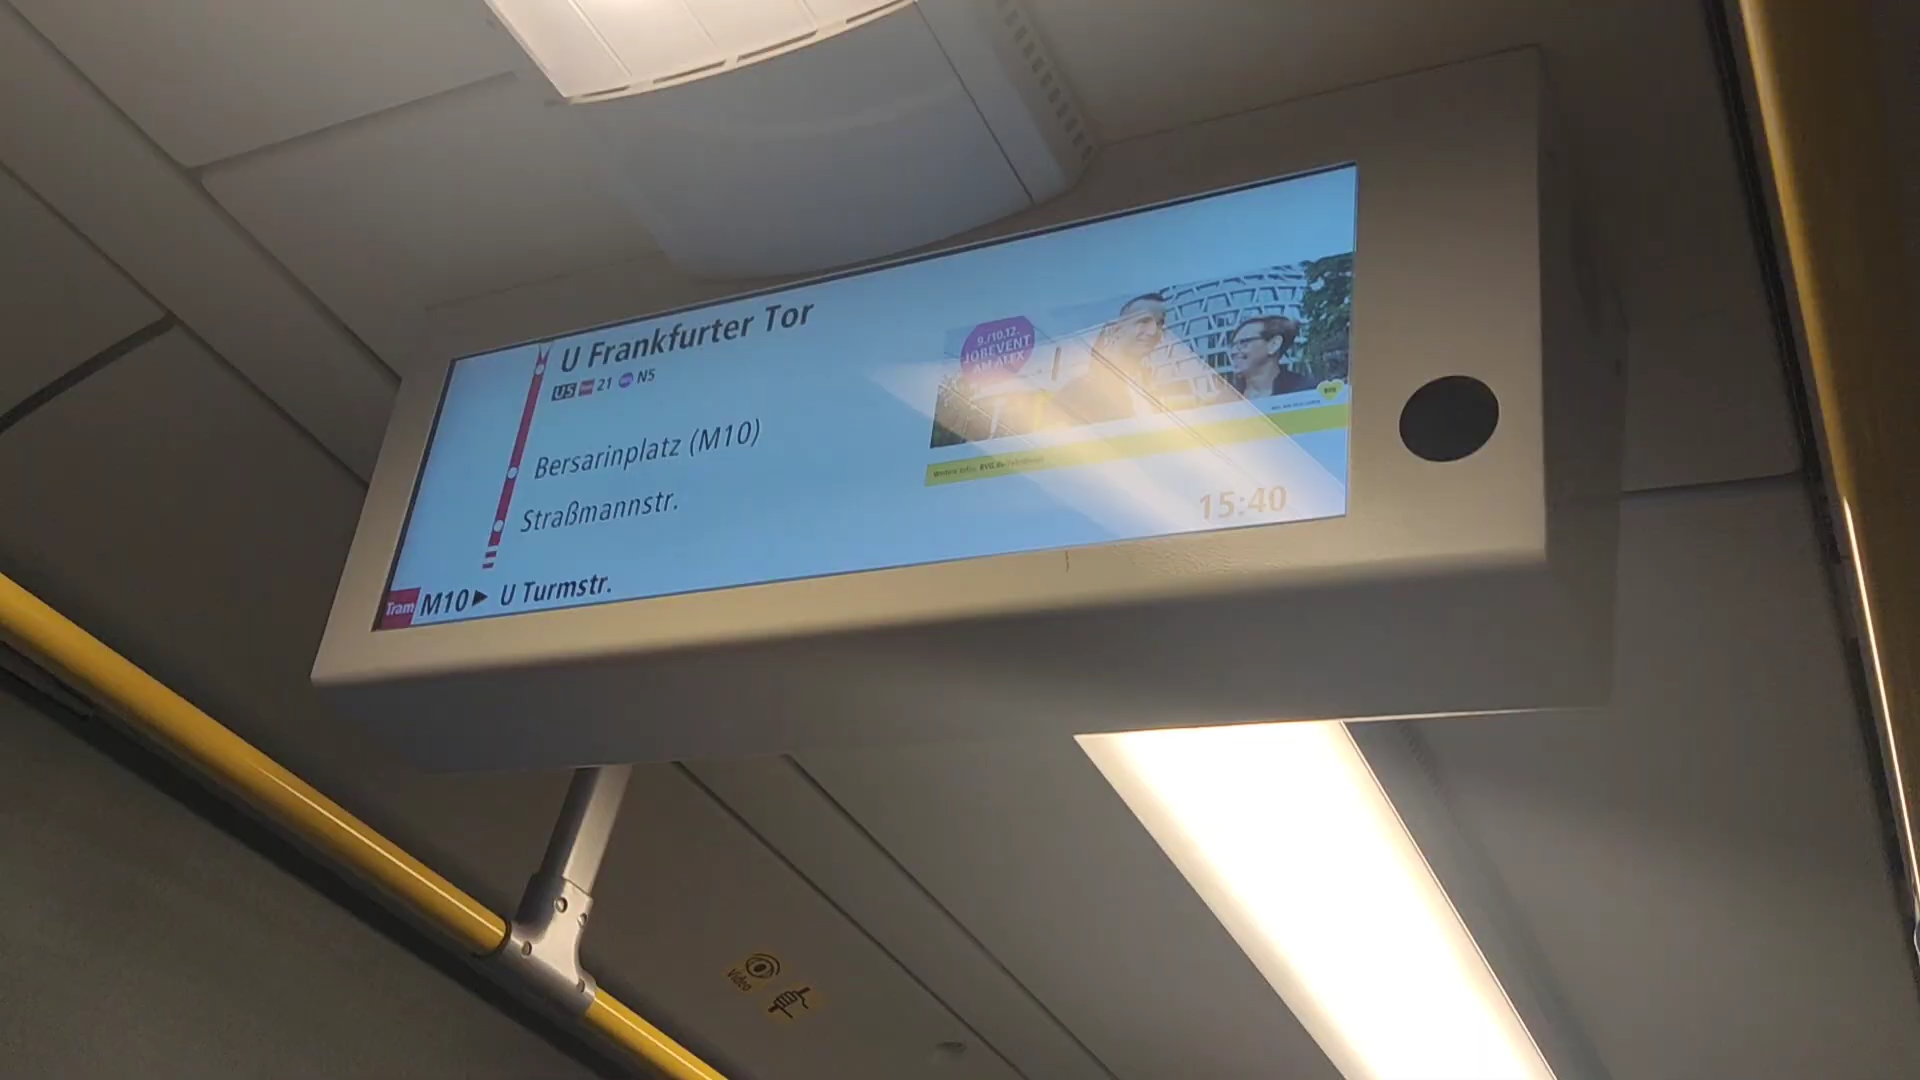 U Frankfurter Tor
U5 21 N5
Bersarinplatz (M10)
Straßmannstr.
Tram M10 ▶ U Turmstr.
9./10.12.
JOBEVENT
AM ALEX
15:40
Video